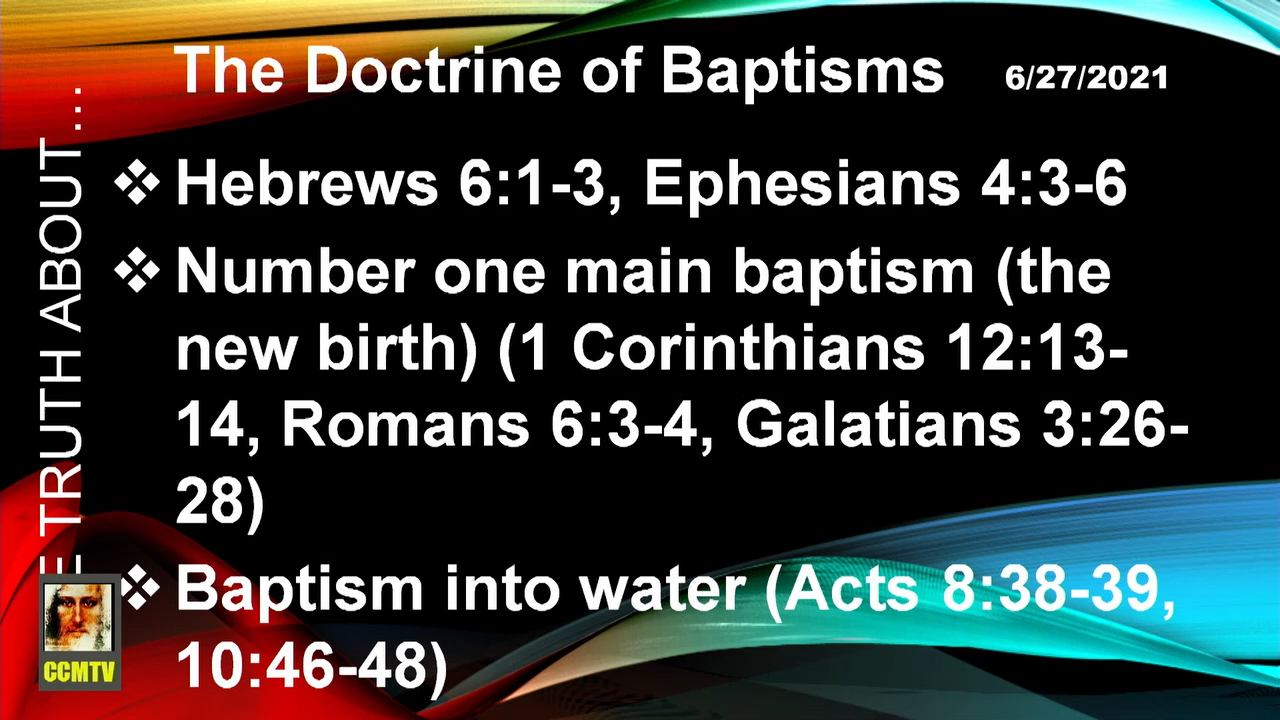 The Doctrine of Baptisms
6/27/2021
E TRUTH ABOUT...
❖ Hebrews 6:1-3, Ephesians 4:3-6
❖ Number one main baptism (the
new birth) (1 Corinthians 12:13-
14, Romans 6:3-4, Galatians 3:26-
28)
❖ Baptism into water (Acts 8:38-39,
10:46-48)
CCMTV